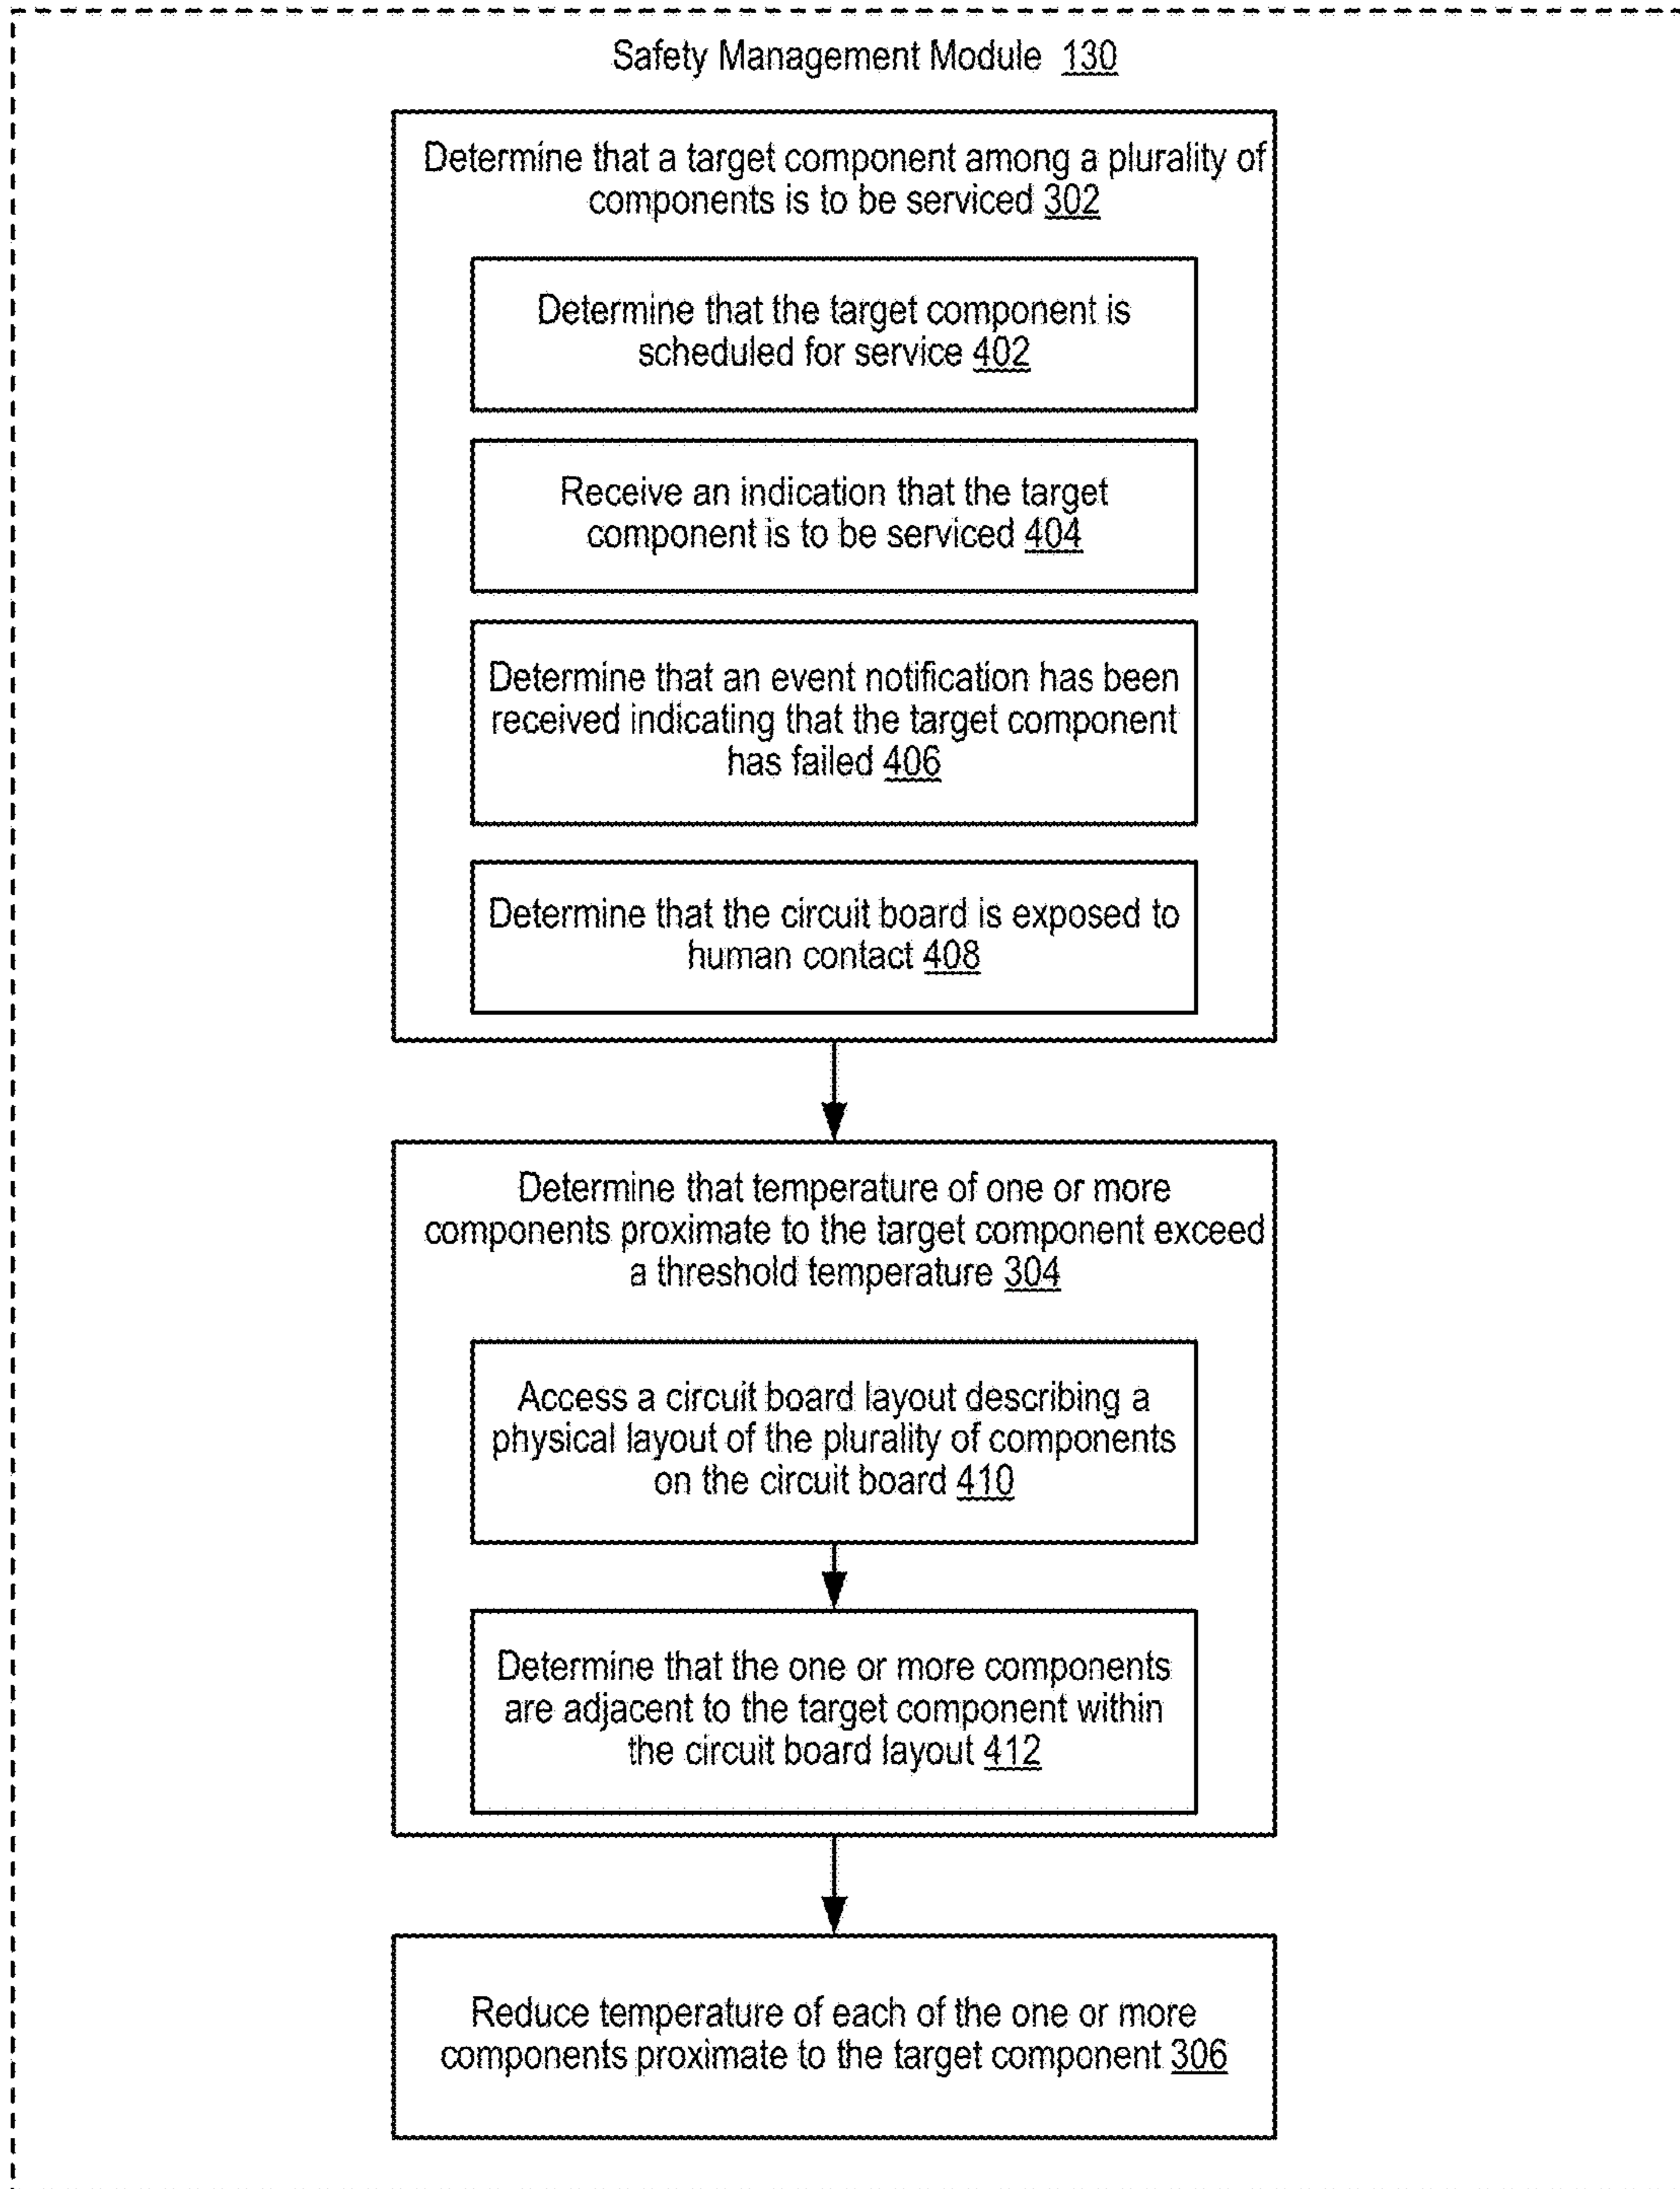 Safety Management Module 130
Determine that a target component among a plurality of
components is to be serviced 302
Determine that the target component is
scheduled for service 402
Receive an indication that the target
component is to be serviced 404
Determine that an event notification has been
received indicating that the target component
has failed 406
Determine that the circuit board is exposed to
human contact 408
Determine that temperature of one or more
components proximate to the target component exceed
a threshold temperature 304
Access a circuit board layout describing a
physical layout of the plurality of components
on the circuit board 410
Determine that the one or more components
are adjacent to the target component within
the circuit board layout 412
Reduce temperature of each of the one or more
components proximate to the target component 306